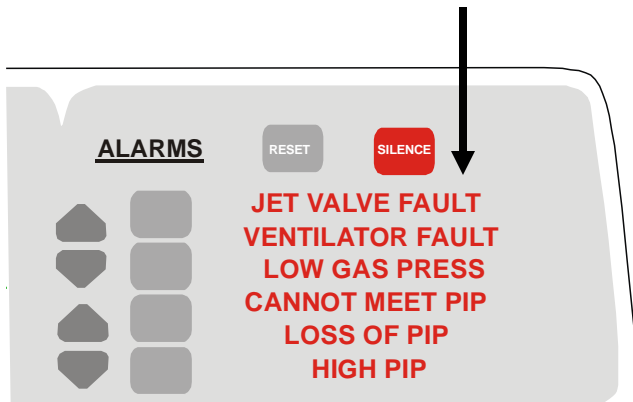 ALARMS RESET SILENCE
JET VALVE FAULT
VENTILATOR FAULT
LOW GAS PRESS
CANNOT MEET PIP
LOSS OF PIP
HIGH PIP